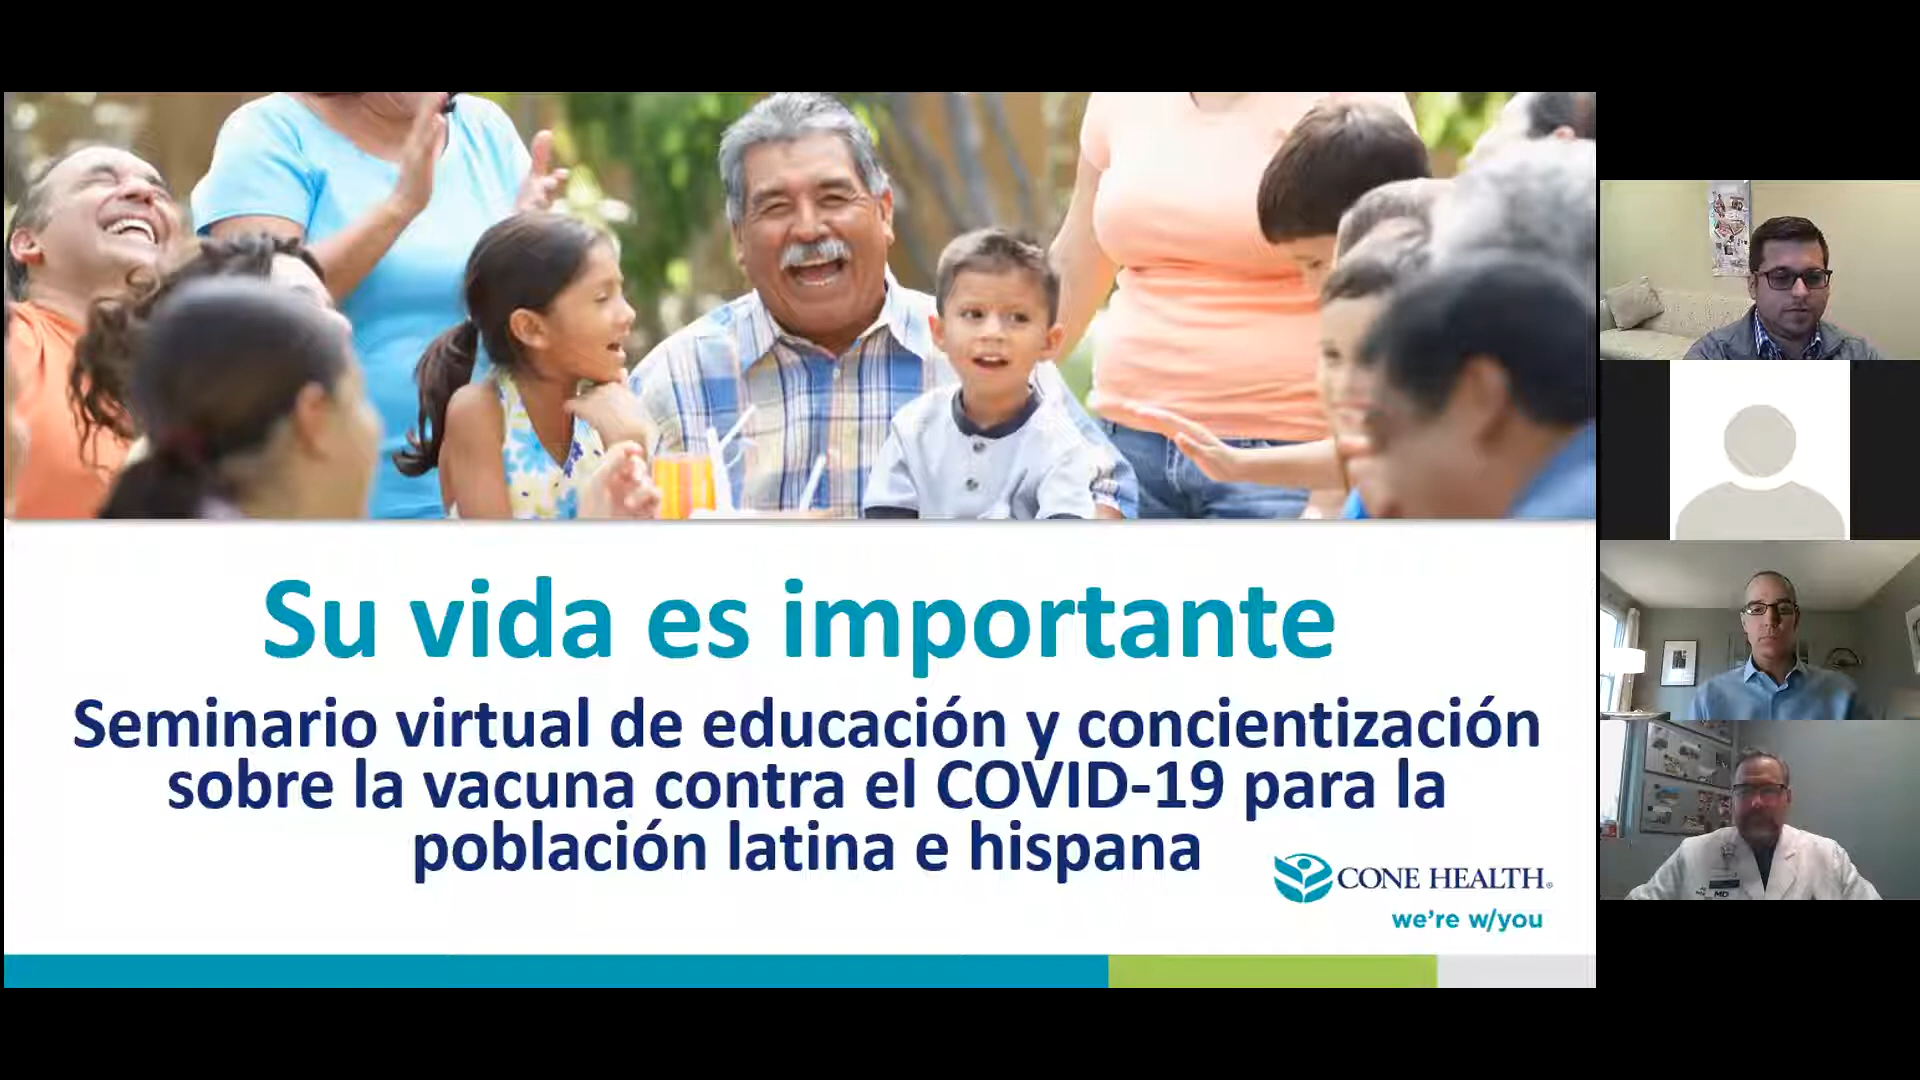 Su vida es importante
Seminario virtual de educación y concientización
sobre la vacuna contra el COVID-19 para la
población latina e hispana
CONE HEALTH®
we're w/you
MD